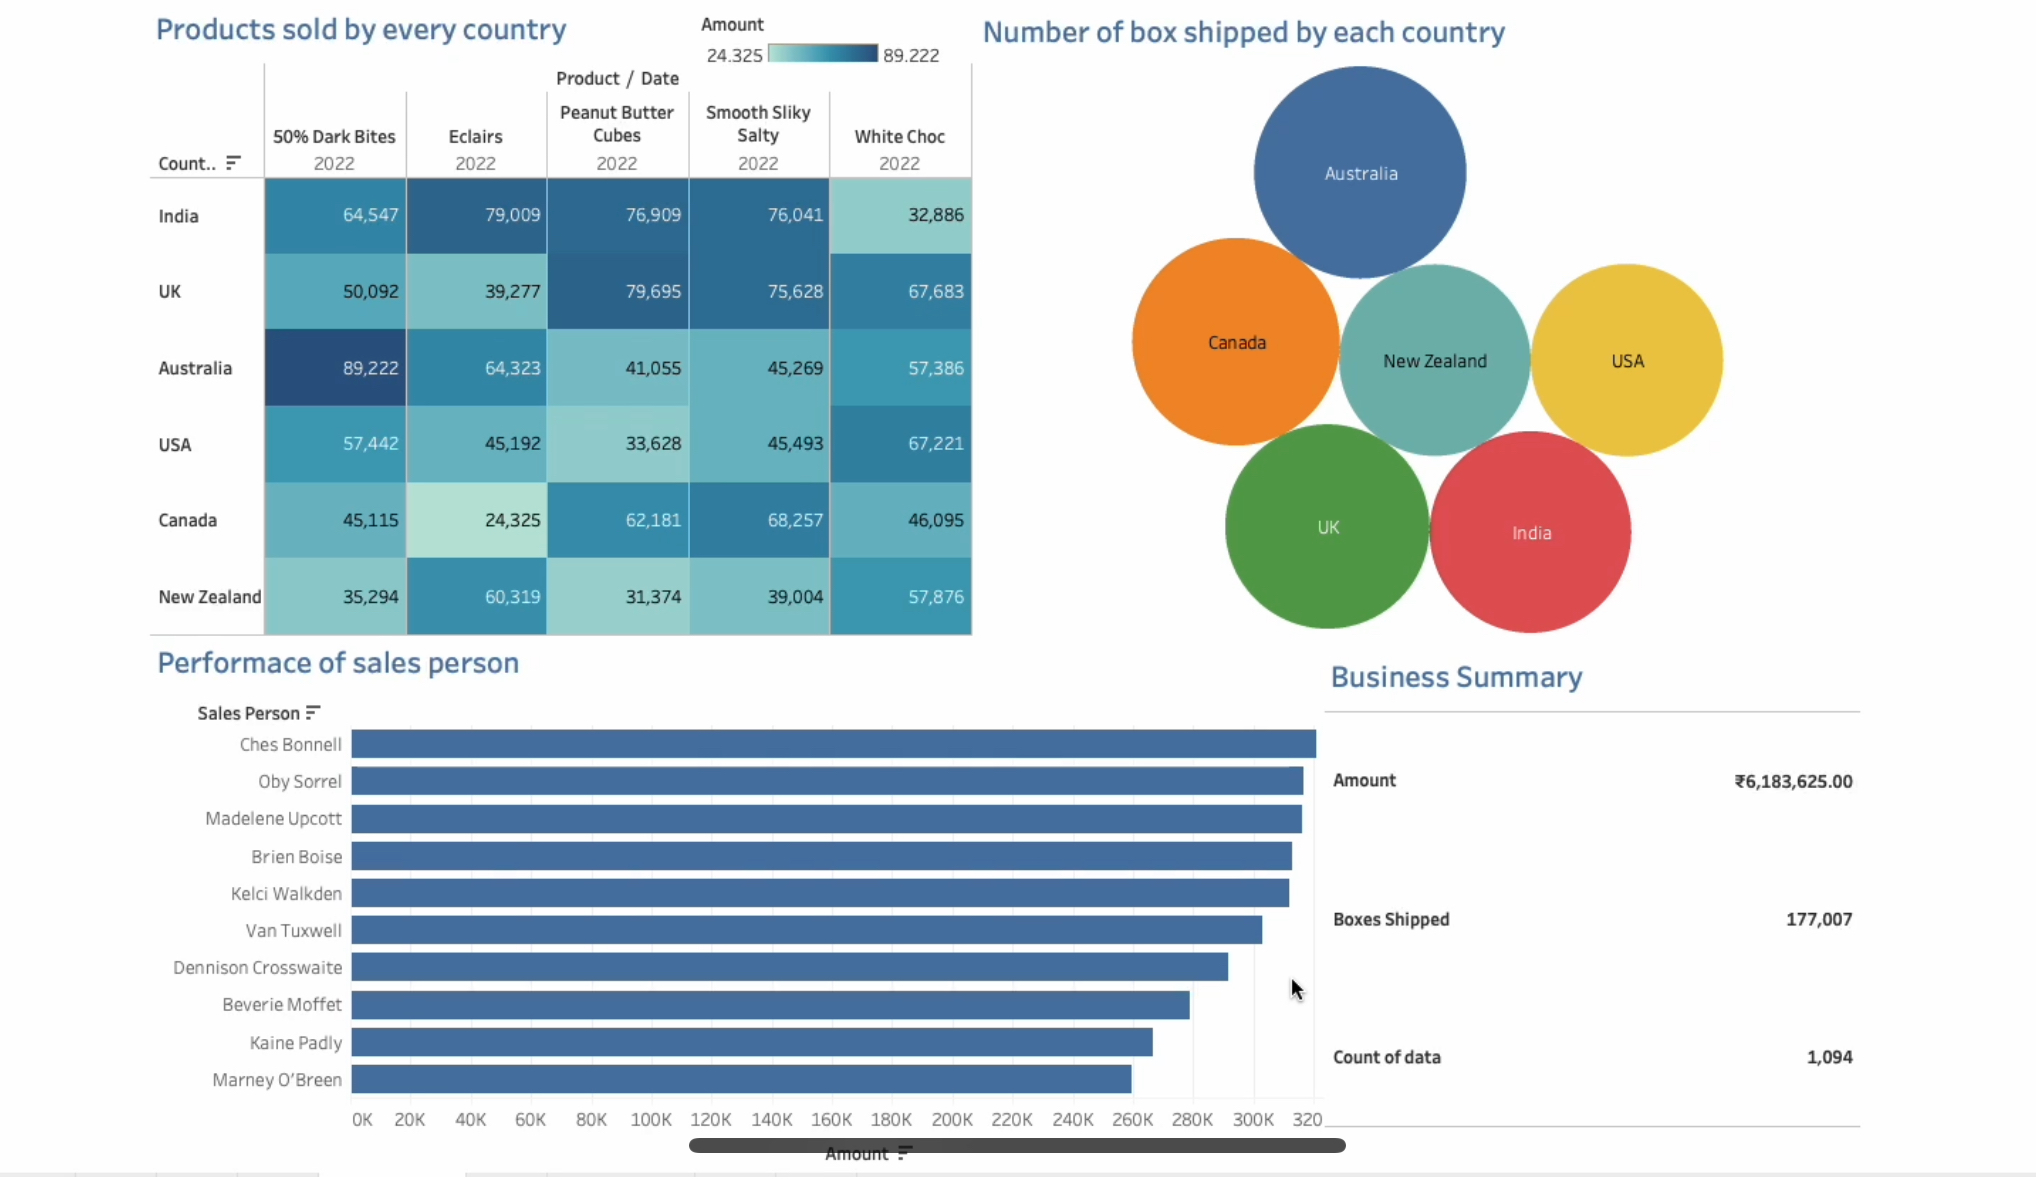 Products sold by every country
Amount
24,325 89,222
Product / Date
Count.. 50% Dark Bites Eclairs Peanut Butter Cubes Smooth Sliky Salty White Choc
2022 2022 2022 2022 2022
India 64,547 79,009 76,909 76,041 32,886
UK 50,092 39,277 79,695 75,628 67,683
Australia 89,222 64,323 41,055 45,269 57,386
USA 57,442 45,192 33,628 45,493 67,221
Canada 45,115 24,325 62,181 68,257 46,095
New Zealand 35,294 60,319 31,374 39,004 57,876
Number of box shipped by each country
Australia
Canada
New Zealand
USA
UK
India
Performace of sales person
Sales Person
Ches Bonnell
Oby Sorrel
Madelene Upcott
Brien Boise
Kelci Walkden
Van Tuxwell
Dennison Crosswaite
Beverie Moffet
Kaine Padly
Marney O'Breen
0K 20K 40K 60K 80K 100K 120K 140K 160K 180K 200K 220K 240K 260K 280K 300K 320
Amount
Business Summary
Amount ₹6,183,625.00
Boxes Shipped 177,007
Count of data 1,094